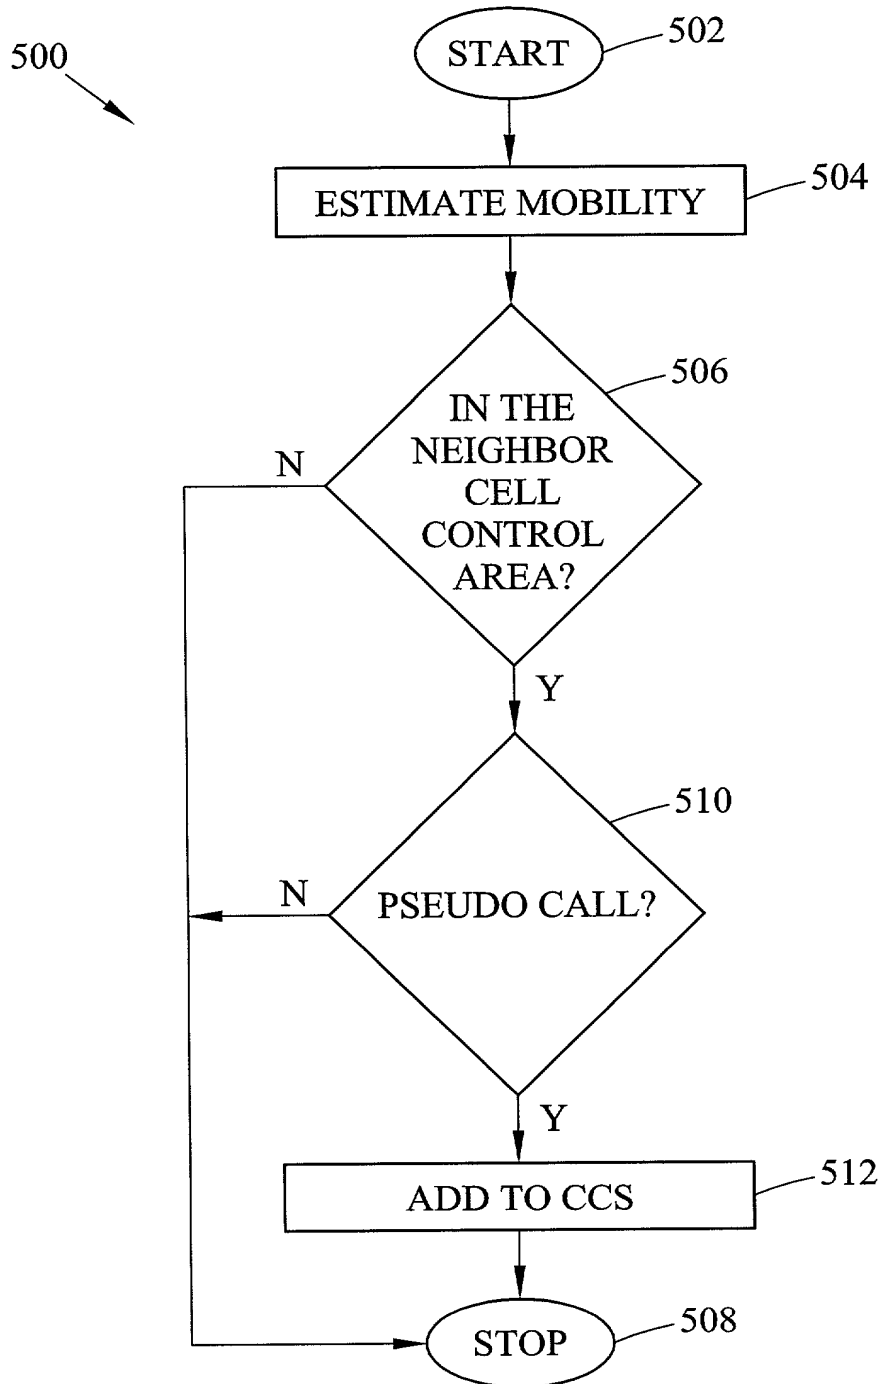 500
START
502
ESTIMATE MOBILITY
504
IN THE
NEIGHBOR
CELL
CONTROL
AREA?
506
N
Y
PSEUDO CALL?
510
N
Y
ADD TO CCS
512
STOP
508